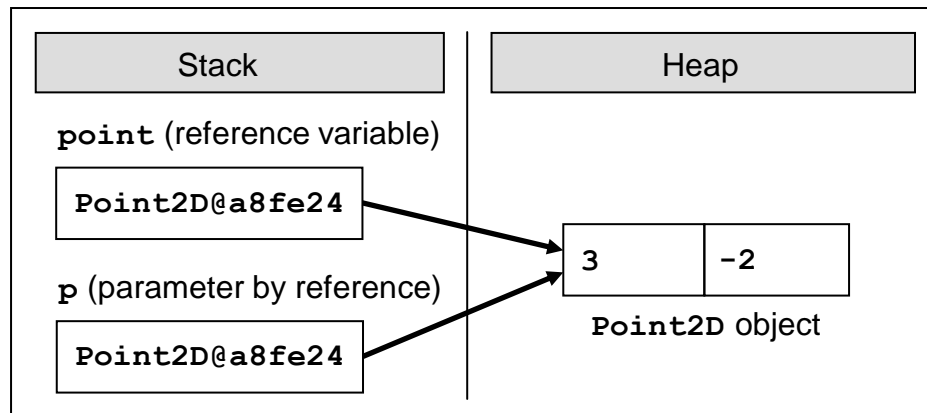 Stack
Heap
point (reference variable)
Point2D@a8fe24
3
-2
p (parameter by reference)
Point2D object
Point2D@a8fe24